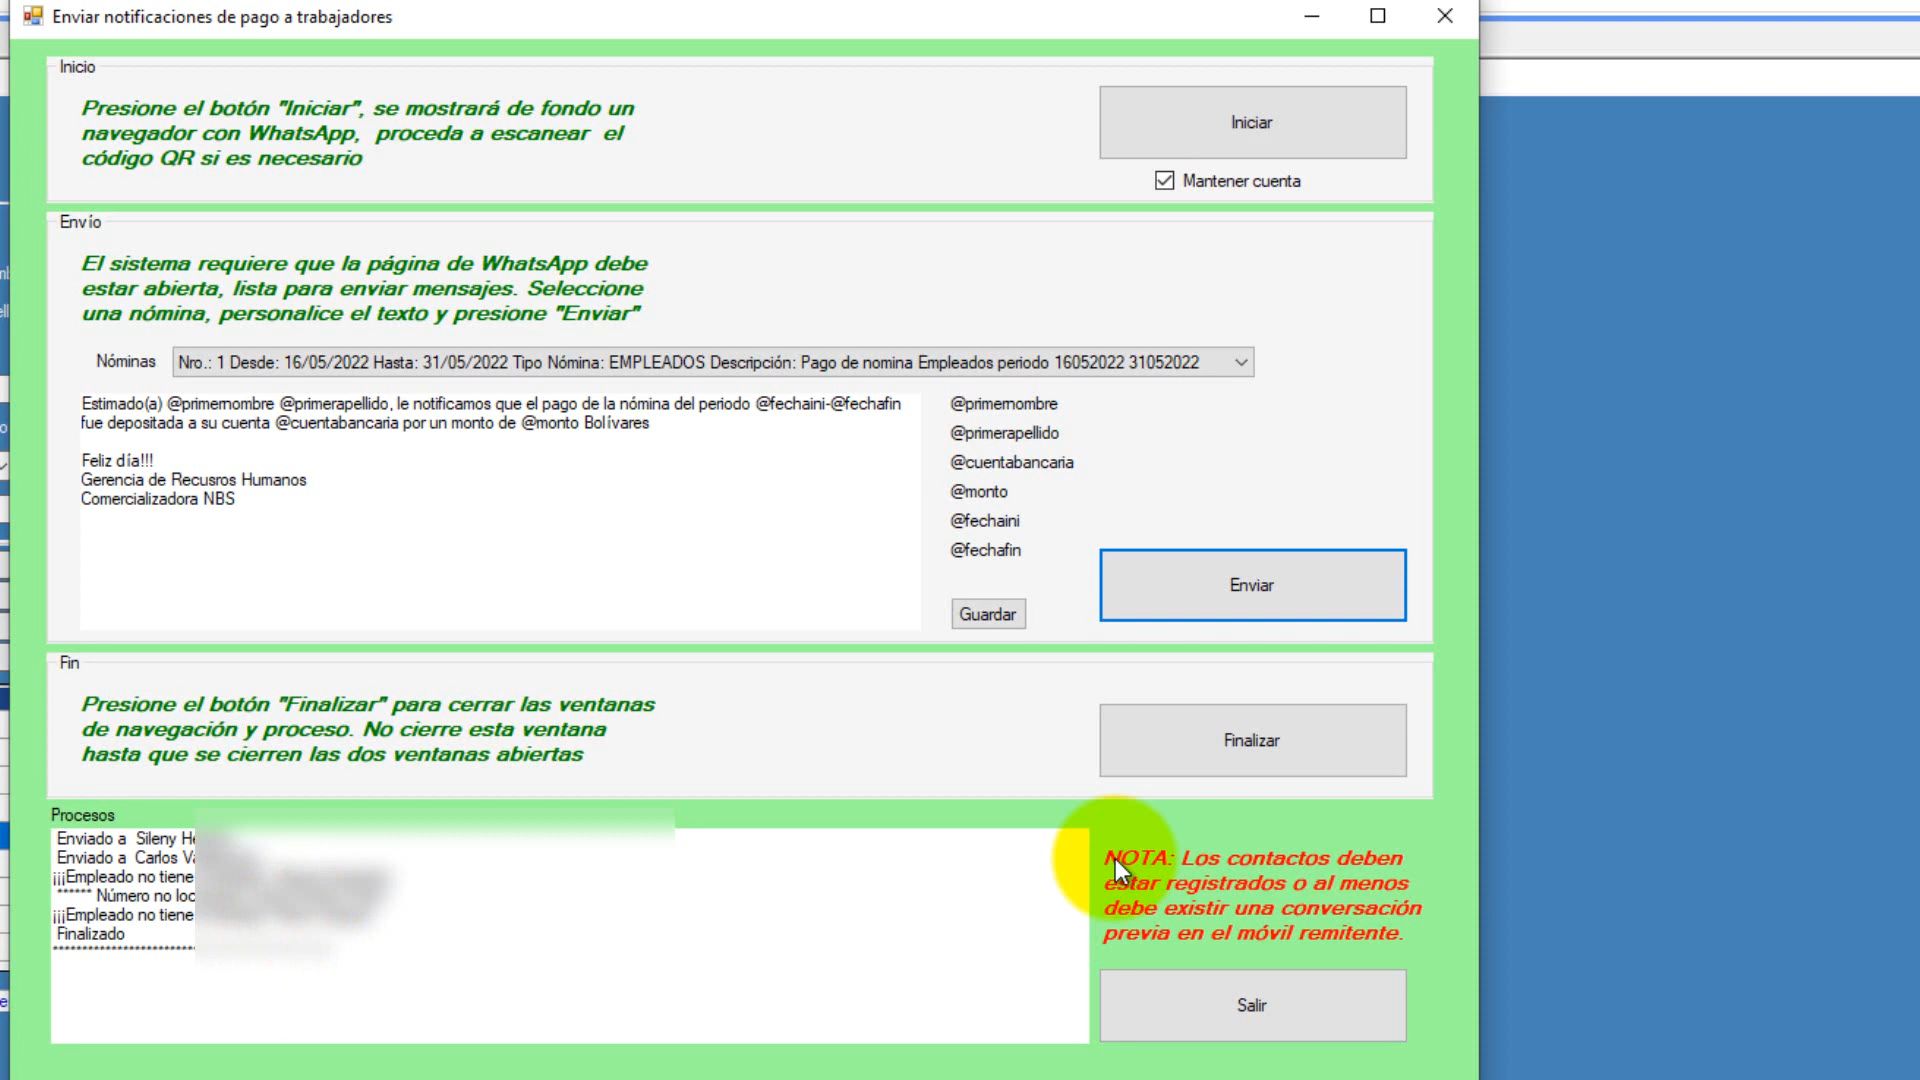 Enviar notificaciones de pago a trabajadores
Inicio
Presione el botón "Iniciar", se mostrará de fondo un
navegador con WhatsApp, proceda a escanear el
código QR si es necesario
Iniciar
Mantener cuenta
Envío
El sistema requiere que la página de WhatsApp debe
estar abierta, lista para enviar mensajes. Seleccione
una nómina, personalice el texto y presione "Enviar"
Nóminas
Nro.: 1 Desde: 16/05/2022 Hasta: 31/05/2022 Tipo Nómina: EMPLEADOS Descripción: Pago de nomina Empleados periodo 16052022 31052022
Estimado(a) @primernombre @primerapellido, le notificamos que el pago de la nómina del periodo @fechaini-@fechafin
fue depositada a su cuenta @cuentabancaria por un monto de @monto Bolívares
Feliz día!!!
Gerencia de Recusros Humanos
Comercializadora NBS
@primernombre
@primerapellido
@cuentabancaria
@monto
@fechaini
@fechafin
Guardar
Enviar
Fin
Presione el botón "Finalizar" para cerrar las ventanas
de navegación y proceso. No cierre esta ventana
hasta que se cierren las dos ventanas abiertas
Finalizar
Procesos
Enviado a Sileny
Enviado a Carlos
¡¡¡Empleado no tiene
****** Número no
¡¡¡Empleado no tiene
Finalizado
NOTA: Los contactos deben
estar registrados o al menos
debe existir una conversación
previa en el móvil remitente.
Salir